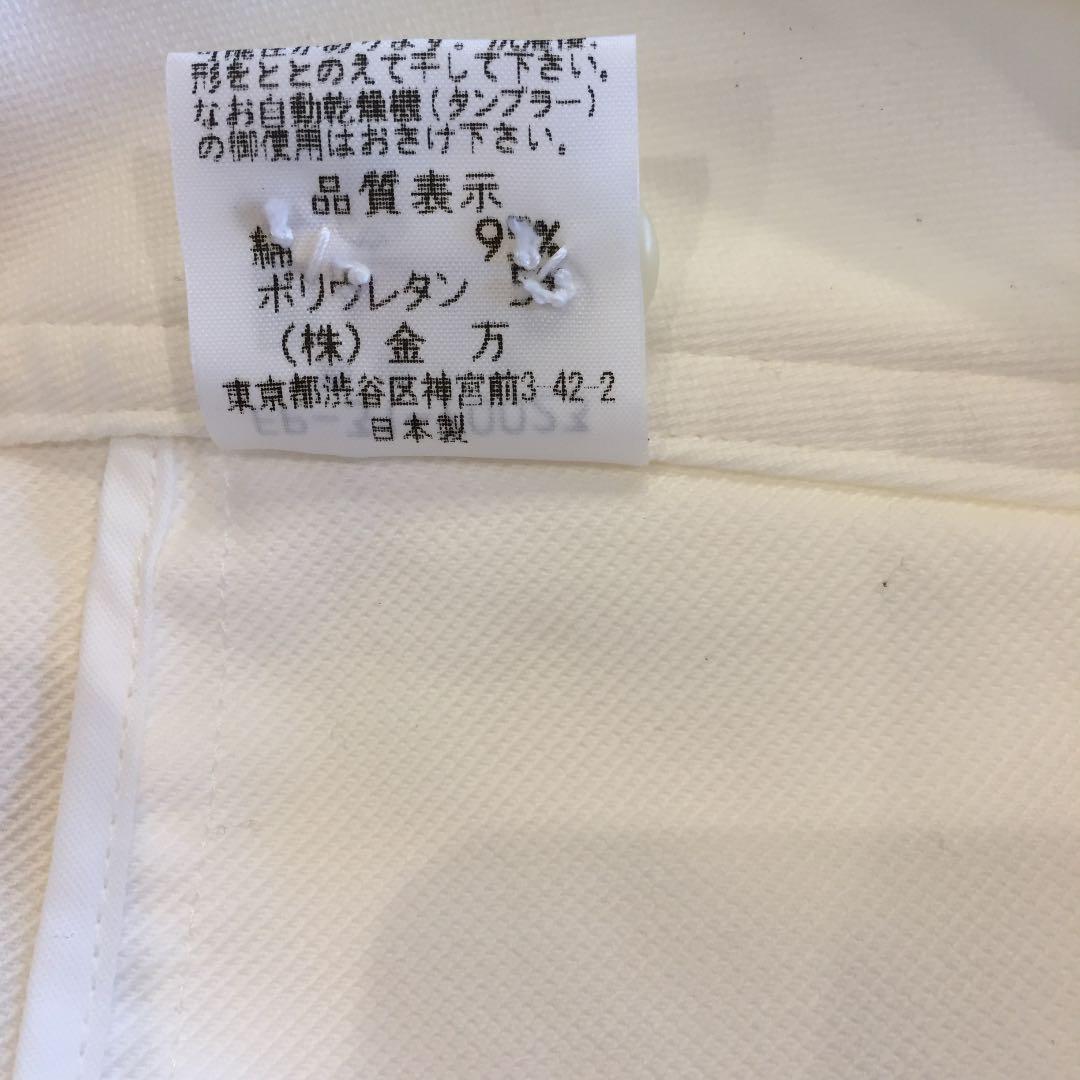 形をととのえて干して下さい。
なお自動乾燥機(タンブラー)
の御使用はおさけ下さい。
品質表示
綿
ポリウレタン
(株)金 万
東京都渋谷区神宮前3-42-2
日本製